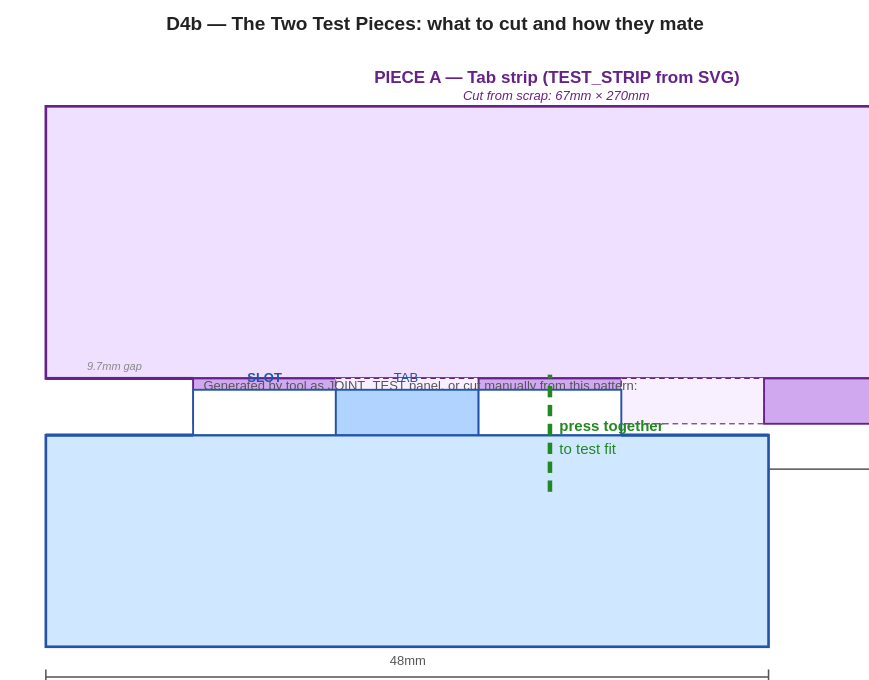 D4b — The Two Test Pieces: what to cut and how they mate
PIECE A — Tab strip (TEST_STRIP from SVG)
Cut from scrap: 67mm × 270mm
9.7mm gap
SLOT
TAB
Generated by tool as JOINT_TEST panel, or cut manually from this pattern:
press together
to test fit
48mm